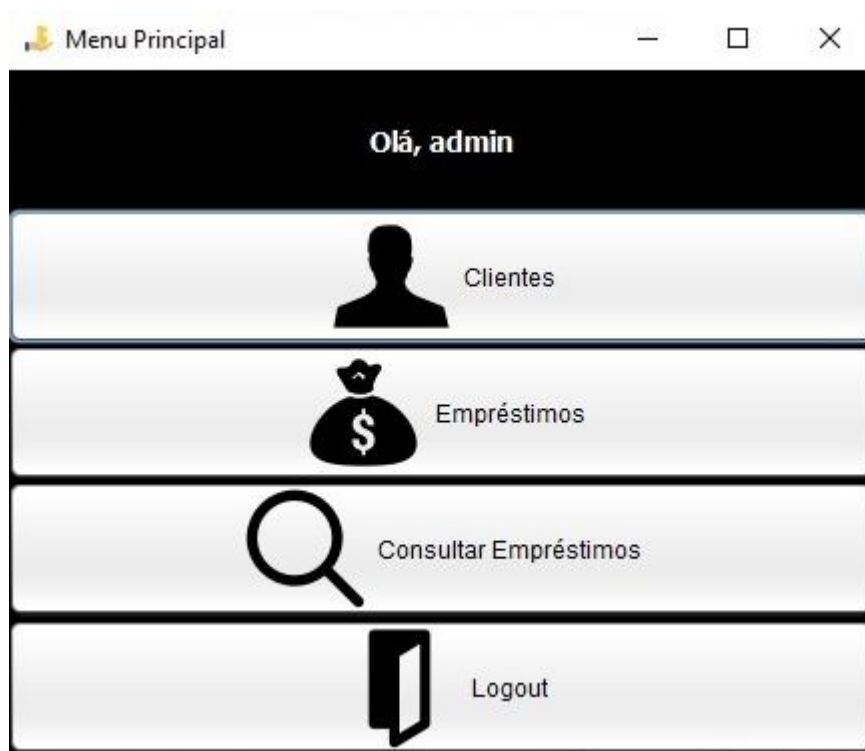 Menu Principal
Olá, admin
Clientes
$
Empréstimos
Consultar Empréstimos
Logout